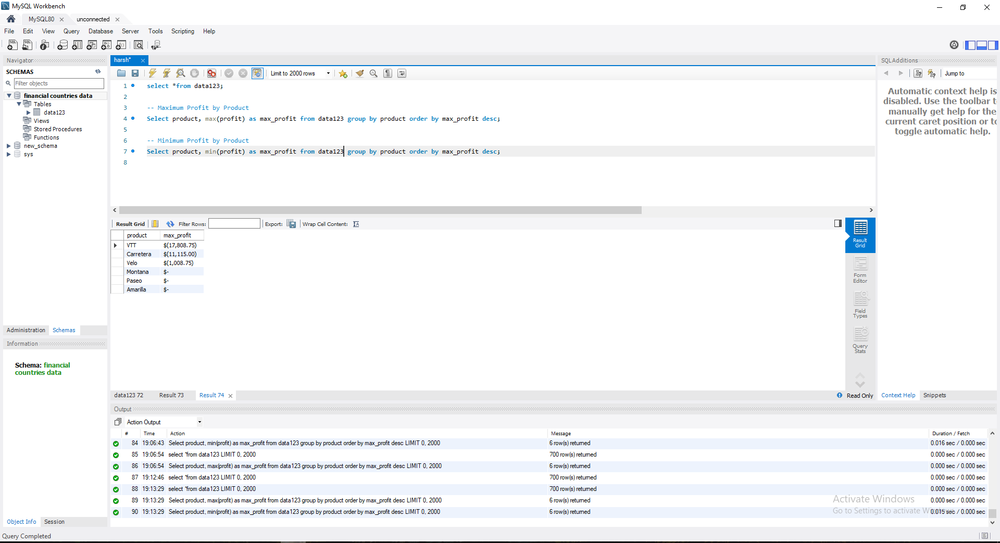 MySQL Workbench
MySQL80
unconnected
File Edit View Query Database Server Tools Scripting Help
Navigator
SCHEMAS
Filter objects
financial countries data
Tables
data123
Views
Stored Procedures
Functions
new_schema
sys
Administration Schemas
Information
Schema: financial
countries data
Object Info Session
Query Completed
harsh*
Limit to 2000 rows
1 select *from data123;
2
3 -- Maximum Profit by Product
4 Select product, max(profit) as max_profit from data123 group by product order by max_profit desc;
5
6 -- Minimum Profit by Product
7 Select product, min(profit) as max_profit from data123 group by product order by max_profit desc;
8
Result Grid Filter Rows: Export: Wrap Cell Content:
product max_profit
VTT $(17,808.75)
Carretera $(11,115.00)
Velo $(1,008.75)
Montana $-
Paseo $-
Amarilla $-
Result
Grid
Form
Editor
Field
Types
Query
Stats
data123 72 Result 73 Result 74
Read Only
SQLAdditions
Jump to
Automatic context help is
disabled. Use the toolbar t
manually get help for the
current caret position or to
toggle automatic help.
Context Help Snippets
Output
Action Output
# Time Action Message Duration / Fetch
84 19:06:43 Select product, min(profit) as max_profit from data123 group by product order by max_profit desc LIMIT 0, 2000 6 row(s) returned 0.016 sec / 0.000 sec
85 19:06:54 select *from data123 LIMIT 0, 2000 700 row(s) returned 0.000 sec / 0.000 sec
86 19:06:54 Select product, max(profit) as max_profit from data123 group by product order by max_profit desc LIMIT 0, 2000 6 row(s) returned 0.000 sec / 0.000 sec
87 19:12:46 select *from data123 LIMIT 0, 2000 700 row(s) returned 0.000 sec / 0.000 sec
88 19:13:29 select *from data123 LIMIT 0, 2000 700 row(s) returned 0.000 sec / 0.000 sec
89 19:13:29 Select product, max(profit) as max_profit from data123 group by product order by max_profit desc LIMIT 0, 2000 6 row(s) returned 0.000 sec / 0.000 sec
90 19:13:29 Select product, min(profit) as max_profit from data123 group by product order by max_profit desc LIMIT 0, 2000 6 row(s) returned 0.015 sec / 0.000 sec
Activate Windows
Go to Settings to activate Windows.